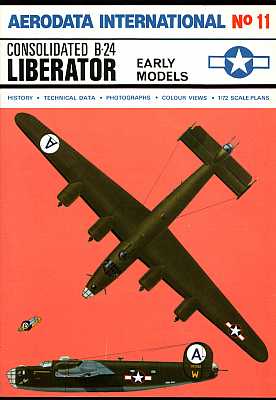 AERODATA INTERNATIONAL No 11
CONSOLIDATED B-24
LIBERATOR
EARLY
MODELS
HISTORY • TECHNICAL DATA • PHOTOGRAPHS • COLOUR VIEWS • 1/72 SCALE PLANS
A
A
W